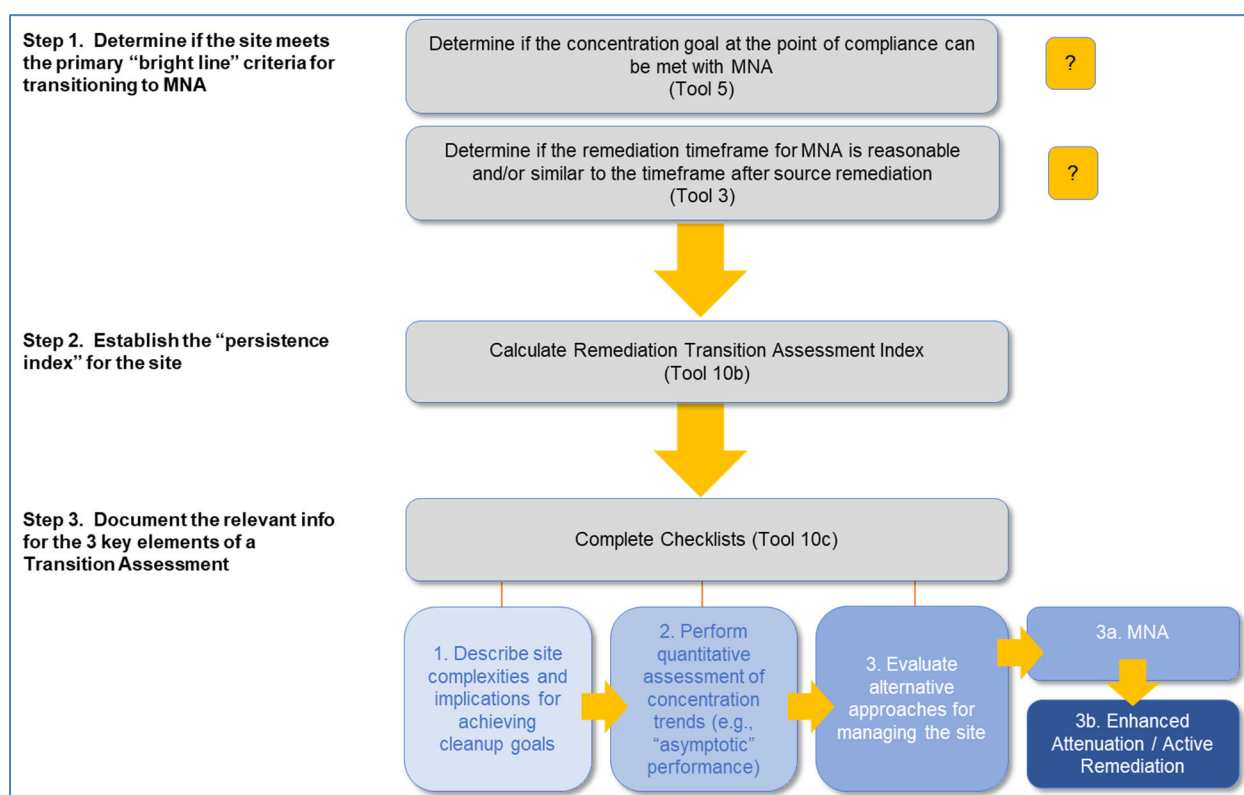 Step 1. Determine if the site meets
the primary “bright line” criteria for
transitioning to MNA
Determine if the concentration goal at the point of compliance can
be met with MNA
(Tool 5)
?
Determine if the remediation timeframe for MNA is reasonable
and/or similar to the timeframe after source remediation
(Tool 3)
?
Step 2. Establish the “persistence
index” for the site
Calculate Remediation Transition Assessment Index
(Tool 10b)
Step 3. Document the relevant info
for the 3 key elements of a
Transition Assessment
Complete Checklists (Tool 10c)
1. Describe site
complexities and
implications for
achieving
cleanup goals
2. Perform
quantitative
assessment of
concentration
trends (e.g.,
“asymptotic”
performance)
3. Evaluate
alternative
approaches for
managing the site
3a. MNA
3b. Enhanced
Attenuation / Active
Remediation